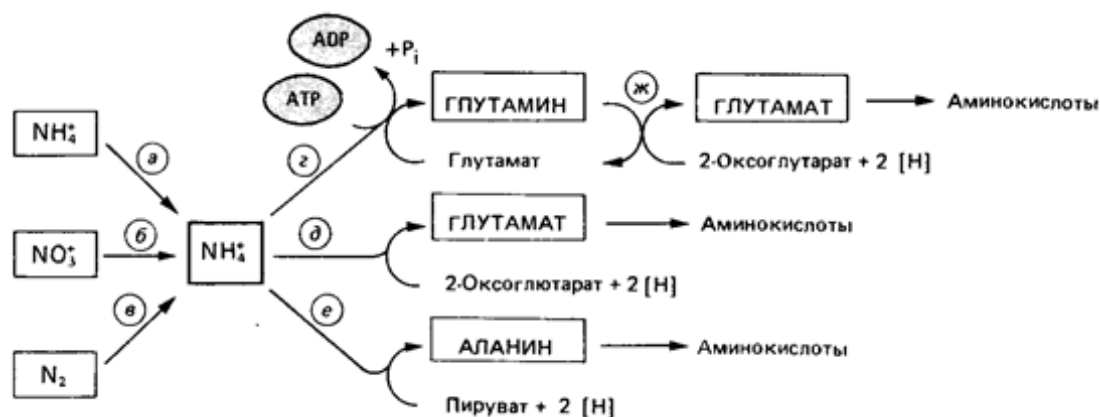 ADP
+Pi
ATP
ГПУТАМИН
ж
ГЛУТАМАТ
Аминокислоты
NH₄⁺
а
г
Глутамат
2-Оксоглутарат + 2 [H]
NO₃⁺
б
NH₄⁺
д
ГЛУТАМАТ
Аминокислоты
2-Оксоглютарат + 2 [H]
в
е
N₂
АЛАНИН
Аминокислоты
Пируват + 2 [H]